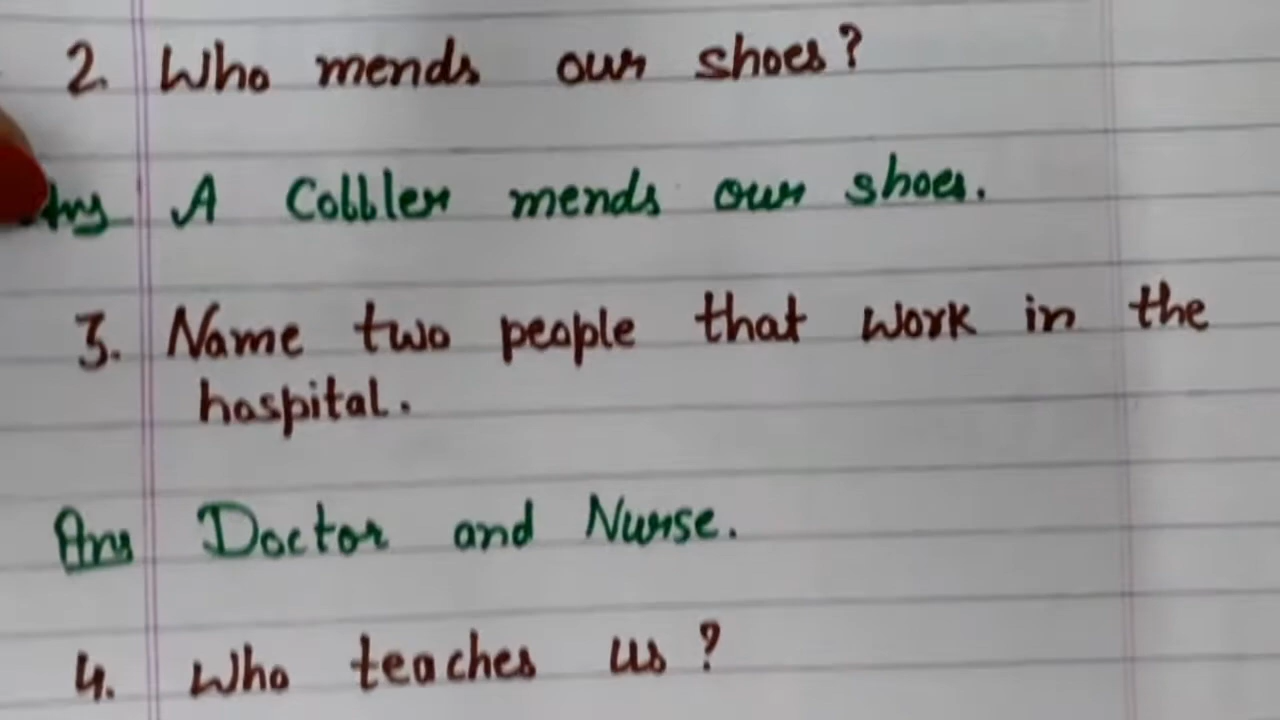 2. Who mends our shoes?
Ans A Cobbler mends our shoes.
3. Name two people that work in the
hospital.
Ans Doctor and Nurse.
4. Who teaches us?